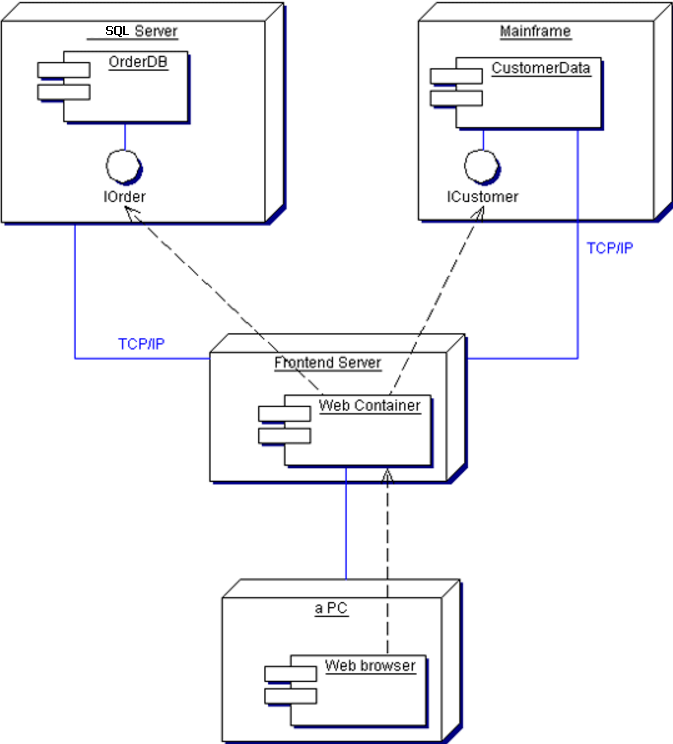 SQL Server
Mainframe
OrderDB
CustomerData
IOrder
ICustomer
TCP/IP
TCP/IP
Frontend Server
Web Container
a PC
Web browser